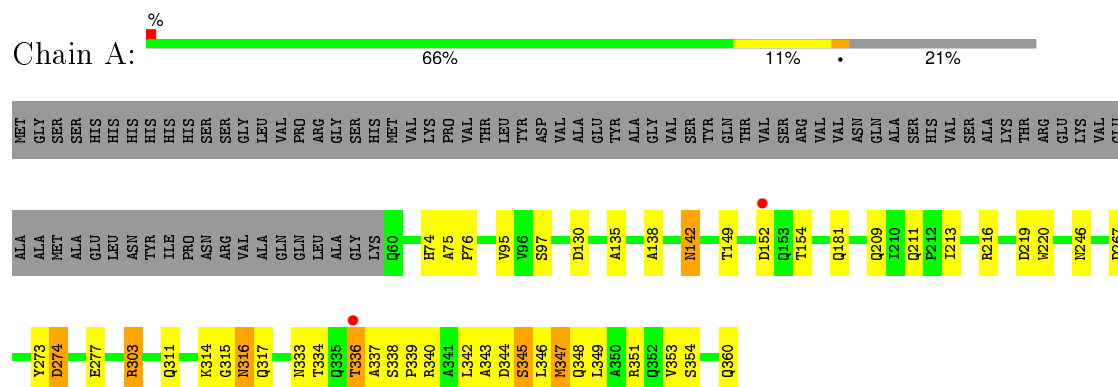 %
Chain A:
66% 11% • 21%
MET GLY SER SER HIS HIS HIS HIS HIS HIS SER SER GLY LEU VAL PRO ARG GLY SER HIS MET VAL LYS PRO VAL THR LEU TYR ASP VAL ALA GLU TYR ALA GLY VAL SER TYR GLN THR VAL SER ARG VAL VAL ASN GLN ALA SER HIS VAL SER ALA LYS THR ARG GLU LYS VAL
ALA ALA MET ALA GLU LEU ASN TYR ILE PRO ASN ARG VAL ALA GLN GLN LEU ALA GLY LYS Q60 H74 A75 P76 V95 V96 S97 D130 A135 A138 N142 T149 D152 Q153 T154 Q181 Q209 I210 Q211 P212 I213 R216 D219 W220 N246
Y273 D274 E277 R303 Q311 K314 G315 N316 Q317 N333 T334 Q335 T336 A337 S338 P339 R340 A341 L342 A343 D344 S345 L346 M347 Q348 L349 A350 R351 Q352 V353 S354 Q360